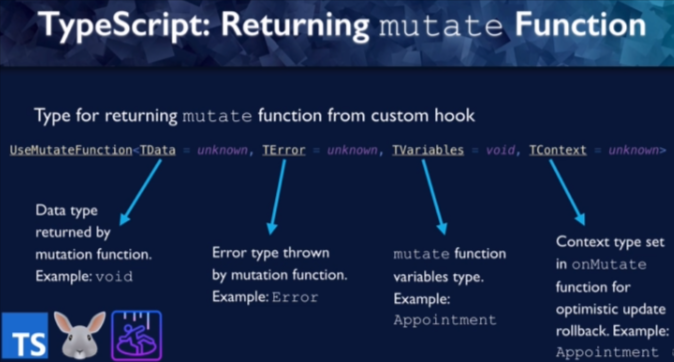 TypeScript: Returning mutate Function
Type for returning mutate function from custom hook
UseMutateFunction<TData = unknown, TError = unknown, TVariables = void, TContext = unknown>
Data type
returned by
mutation function.
Example: void
Error type thrown
by mutation function.
Example: Error
mutate function
variables type.
Example:
Appointment
Context type set
in onMutate
function for
optimistic update
rollback. Example:
Appointment
TS